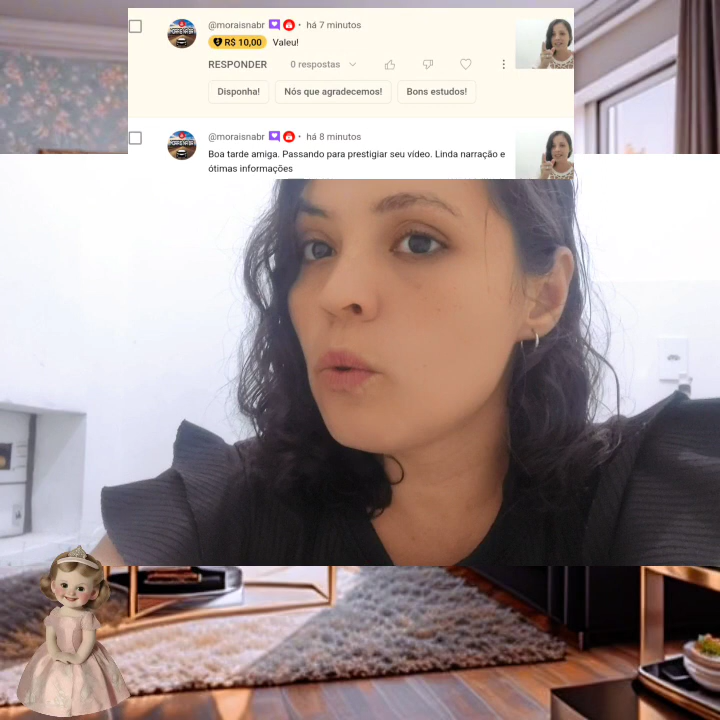 @moraisnabr • há 7 minutos
R$ 10,00 Valeu!
RESPONDER 0 respostas
Disponha! Nós que agradecemos! Bons estudos!
@moraisnabr • há 8 minutos
Boa tarde amiga. Passando para prestigiar seu vídeo. Linda narração e
ótimas informações